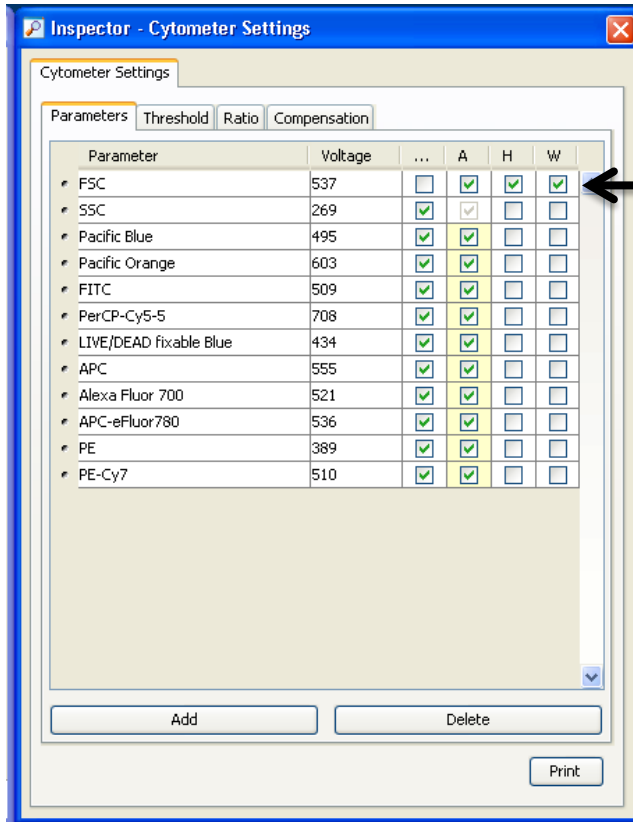 Inspector - Cytometer Settings
Cytometer Settings
Parameters Threshold Ratio Compensation
Parameter Voltage ... A H W
FSC 537
SSC 269
Pacific Blue 495
Pacific Orange 603
FITC 509
PerCP-Cy5-5 708
LIVE/DEAD fixable Blue 434
APC 555
Alexa Fluor 700 521
APC-eFluor780 536
PE 389
PE-Cy7 510
Add Delete
Print